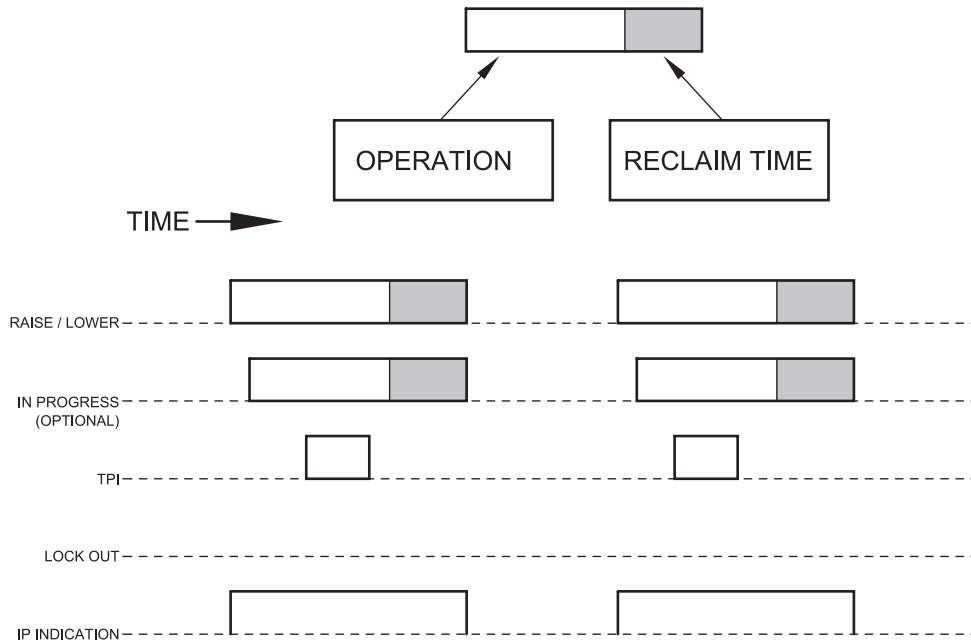 OPERATION
RECLAIM TIME
TIME
RAISE / LOWER
IN PROGRESS
(OPTIONAL)
TPI
LOCK OUT
IP INDICATION